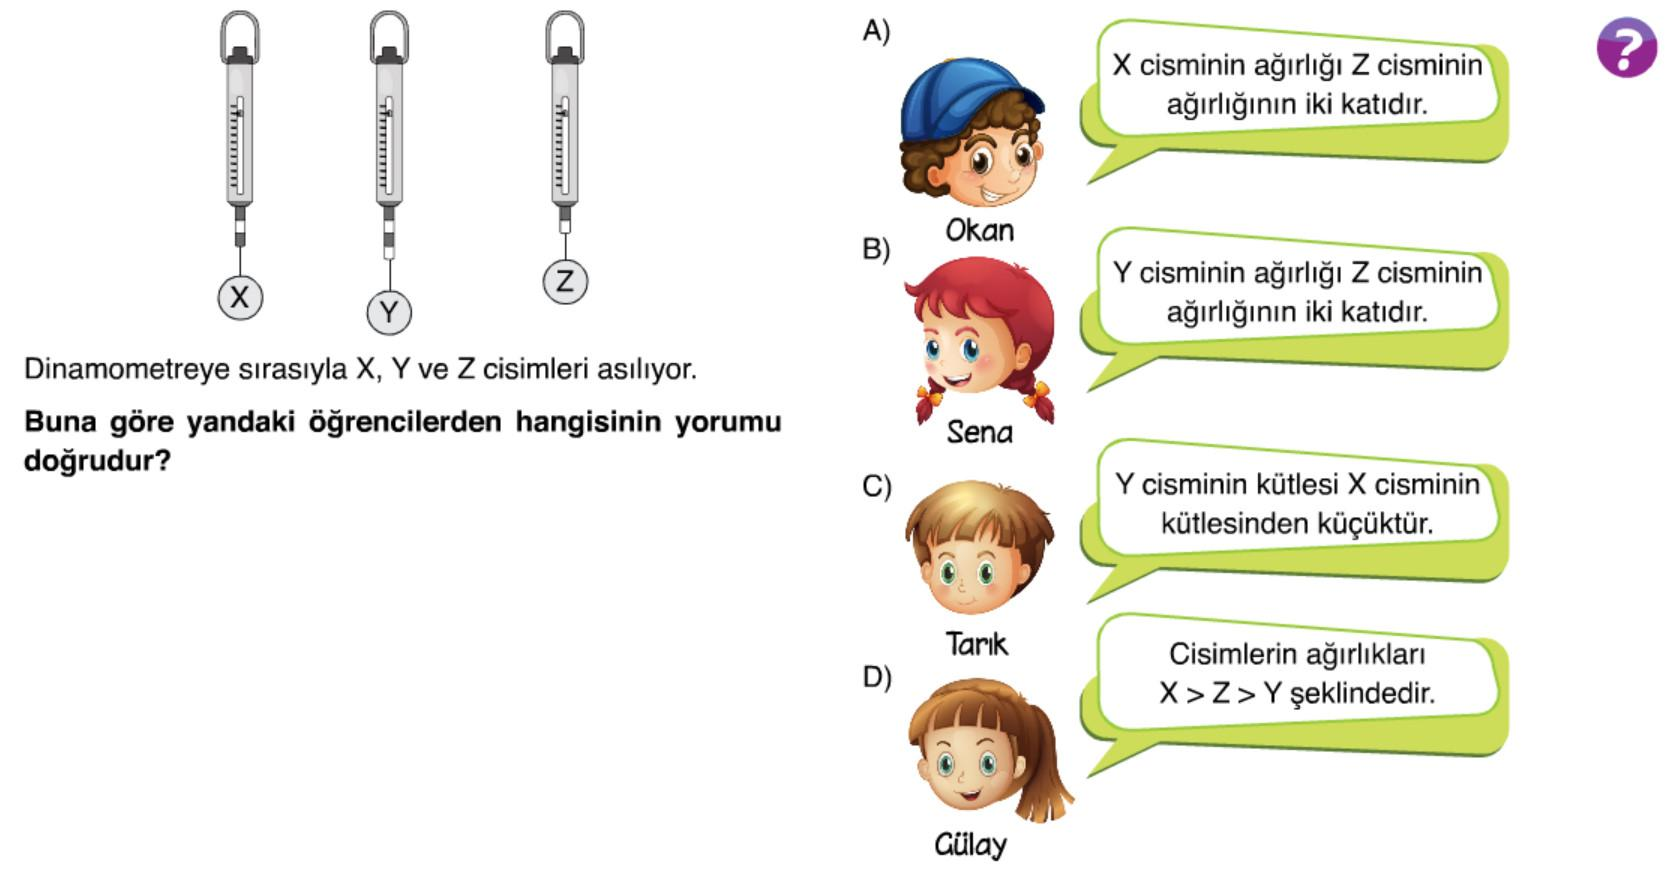 X
Y
Z
Dinamometreye sırasıyla X, Y ve Z cisimleri asılıyor.
Buna göre yandaki öğrencilerden hangisinin yorumu
doğrudur?
A)
X cisminin ağırlığı Z cisminin
ağırlığının iki katıdır.
Okan
B)
Y cisminin ağırlığı Z cisminin
ağırlığının iki katıdır.
Sena
C)
Y cisminin kütlesi X cisminin
kütlesinden küçüktür.
Tarık
D)
Cisimlerin ağırlıkları
X > Z > Y şeklindedir.
Gülay
?